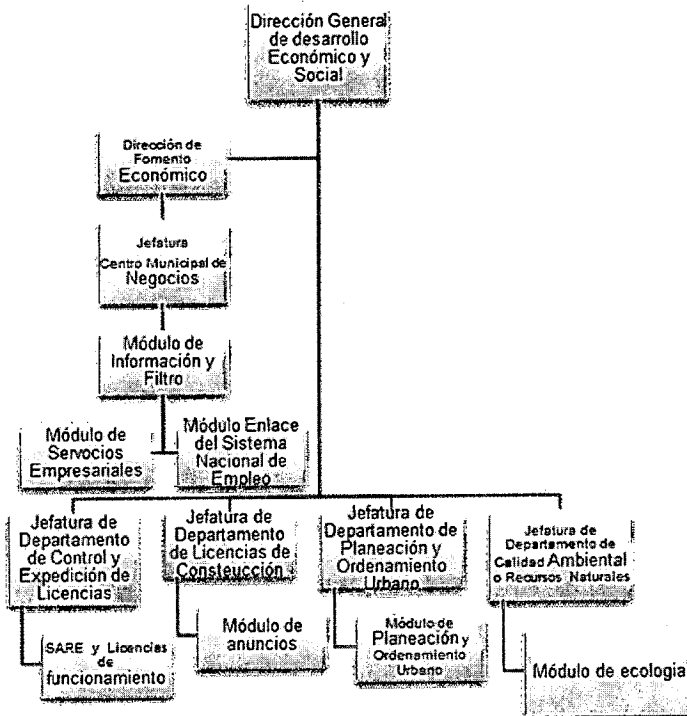 Dirección General
de desarrollo
Económico y
Social
Dirección de
Fomento
Económico
Jefatura
Centro Municipal de
Negocios
Módulo de
Información y
Filtro
Módulo de
Servocios
Empresariales
Módulo Enlace
del Sistema
Nacional de
Empleo
Jefatura de
Departamento
de Control y
Expedición de
Licencias
Jefatura de
Departamento
de Licencias de
Consteucción
Jefatura de
Departamento de
Planeación y
Ordenamiento
Urbano
Jefatura de
Departamento de
Calidad Ambiental
o Recursos Naturales
SARE y Licencias
de
funcionamiento
Módulo de
anuncios
Módulo de
Planeación y
Ordenamiento
Urbano
Módulo de ecologia